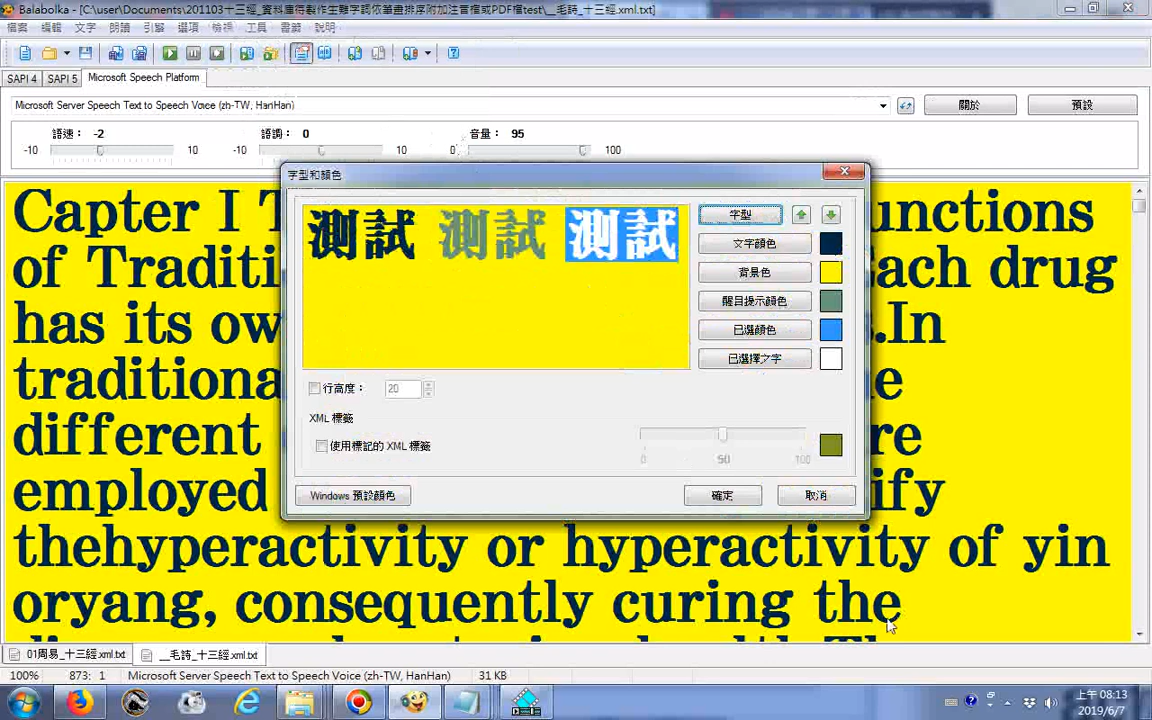 Balabolka - [C:\user\Documents\201103十三經_資料庫待製作生難字詞依筆畫排序附加注音檔或PDF檔test\__毛詩_十三經.xml.txt]
檔案 編輯 文字 朗讀 引擎 選項 檢視 工具 書籤 說明
SAPI 4 SAPI 5 Microsoft Speech Platform
Microsoft Server Speech Text to Speech Voice (zh-TW, HanHan) 關於 預設
語速： -2 語調： 0 音量： 95
-10 10 -10 10 0 100
字型和顏色
測試 測試 測試
字型
文字顏色
背景色
醒目提示顏色
已選顏色
已選擇文字
行高度： 20
XML 標籤
使用標記的 XML 標籤
0 50 100
Windows 預設顏色 確定 取消
Capter I T unctions
of Traditi Each drug
has its ow s.In
traditiona e
different re
employed ify
thehyperactivity or hyperactivity of yin
oryang, consequently curing the
01周易_十三經.xml.txt __毛詩_十三經.xml.txt
100% 873: 1 Microsoft Server Speech Text to Speech Voice (zh-TW, HanHan) 31 KB
上午 08:13
2019/6/7